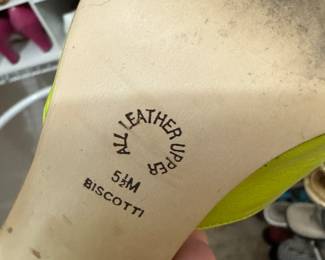 ALL LEATHER UPPER
5½M
BISCOTTI